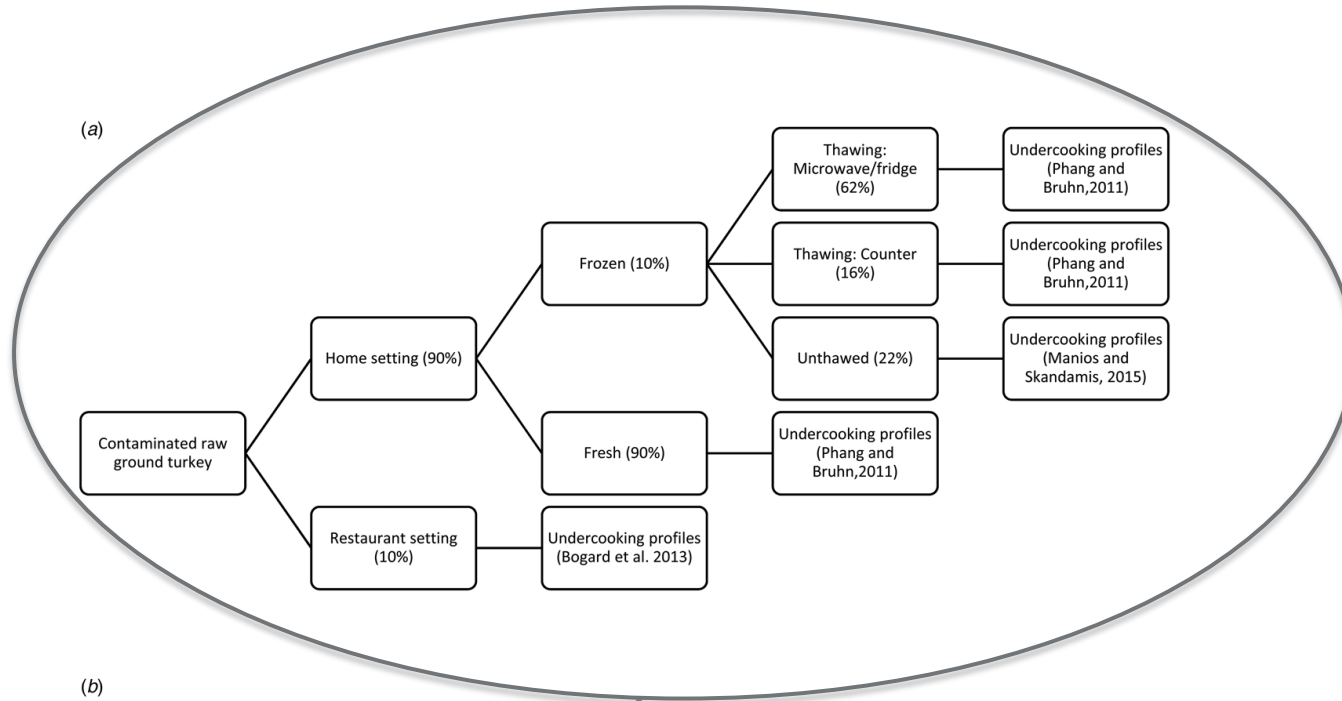 (a)
Thawing:
Microwave/fridge
(62%)
Undercooking profiles
(Phang and
Bruhn,2011)
Frozen (10%)
Thawing: Counter
(16%)
Undercooking profiles
(Phang and
Bruhn,2011)
Home setting (90%)
Unthawed (22%)
Undercooking profiles
(Manios and
Skandamis, 2015)
Contaminated raw
ground turkey
Fresh (90%)
Undercooking profiles
(Phang and
Bruhn,2011)
Restaurant setting
(10%)
Undercooking profiles
(Bogard et al. 2013)
(b)